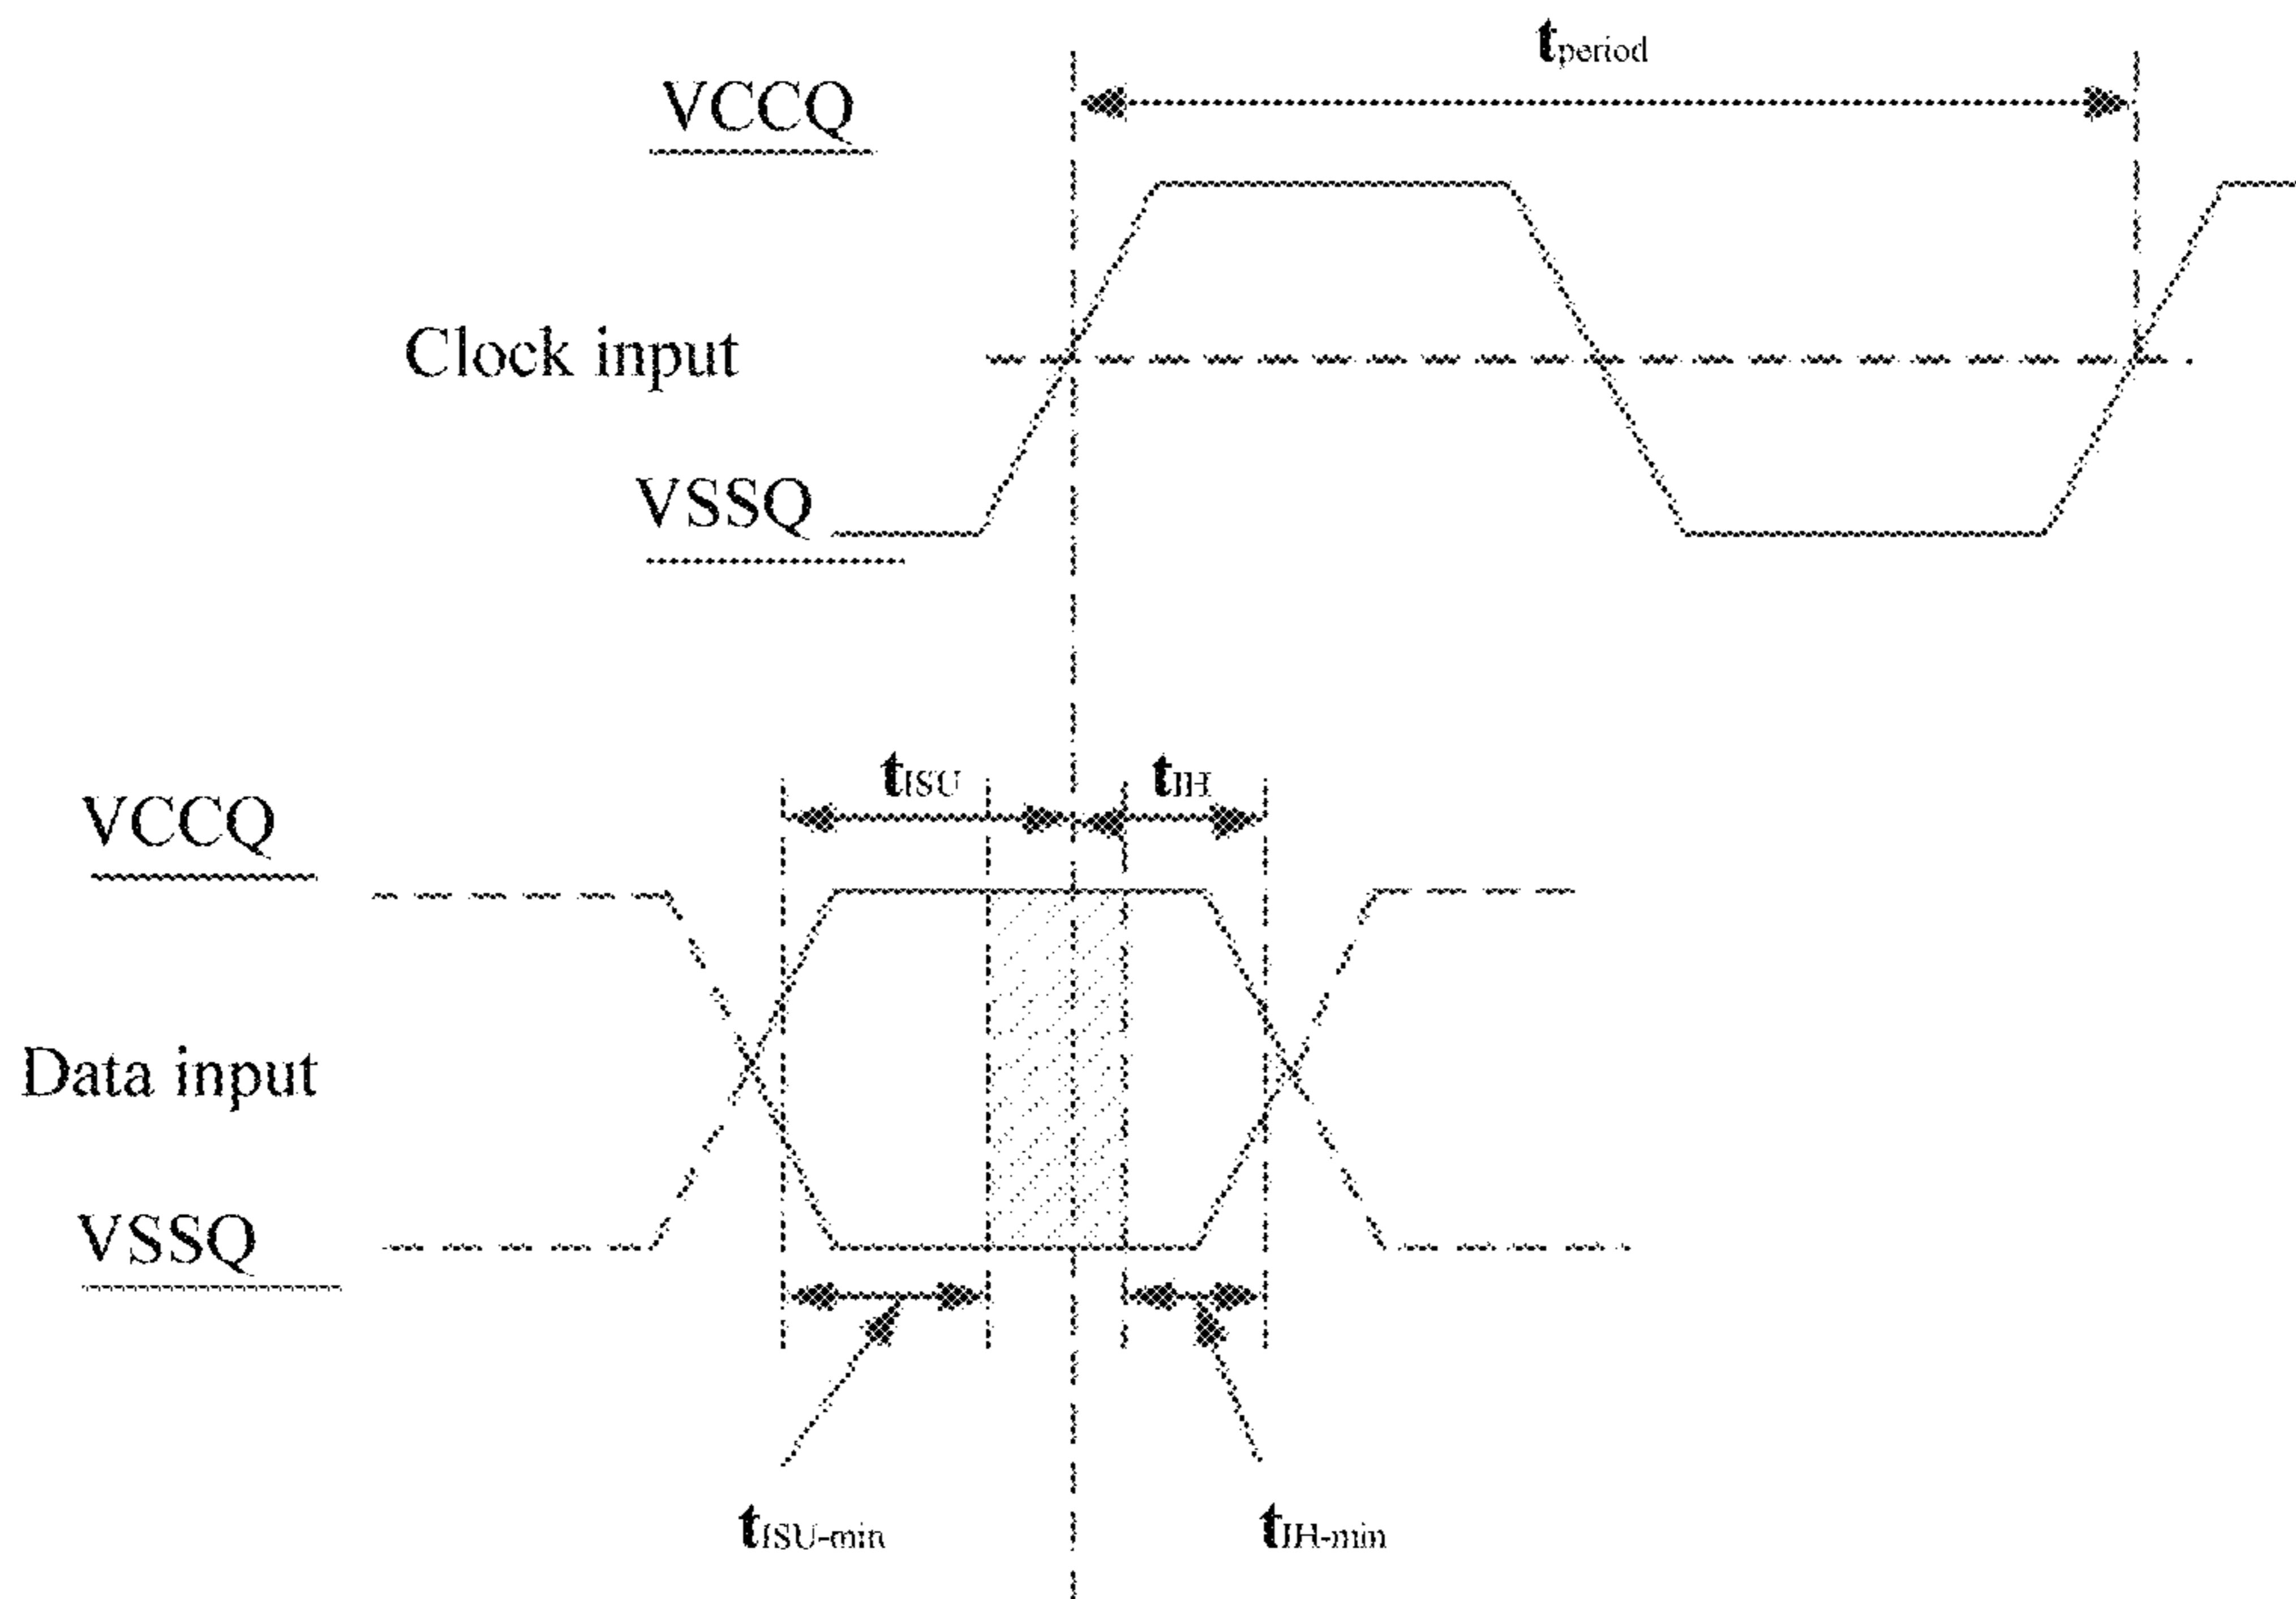 tperiod
VCCQ
Clock input
VSSQ
tISU
tIH
VCCQ
Data input
VSSQ
tISU-min
tIH-min